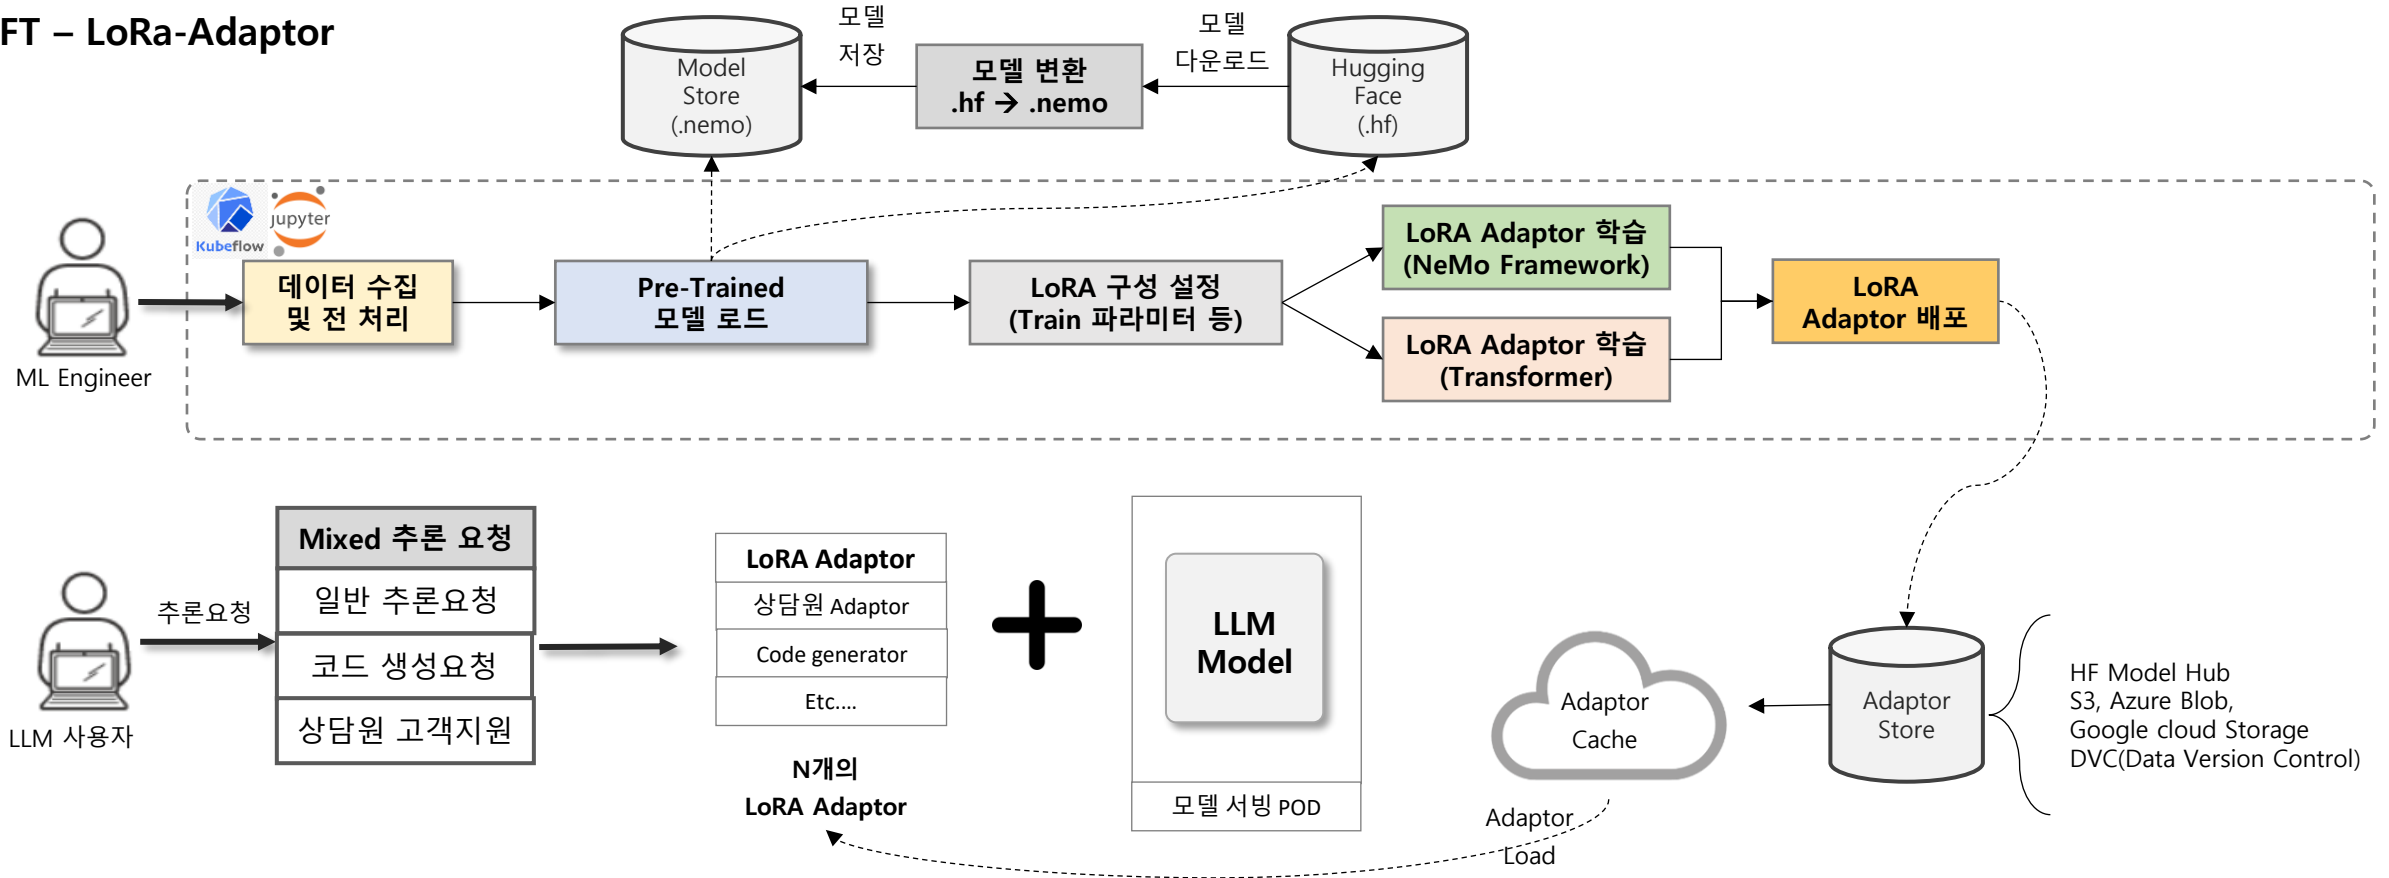 FT – LoRa-Adaptor
모델
저장
모델
다운로드
Model
Store
(.nemo)
모델 변환
.hf → .nemo
Hugging
Face
(.hf)
Kubeflow
jupyter
ML Engineer
데이터 수집
및 전 처리
Pre-Trained
모델 로드
LoRA 구성 설정
(Train 파라미터 등)
LoRA Adaptor 학습
(NeMo Framework)
LoRA Adaptor 학습
(Transformer)
LoRA
Adaptor 배포
LLM 사용자
추론요청
Mixed 추론 요청
일반 추론요청
코드 생성요청
상담원 고객지원
LoRA Adaptor
상담원 Adaptor
Code generator
Etc....
N개의
LoRA Adaptor
LLM
Model
모델 서빙 POD
Adaptor
Cache
Adaptor
Load
Adaptor
Store
HF Model Hub
S3, Azure Blob,
Google cloud Storage
DVC(Data Version Control)